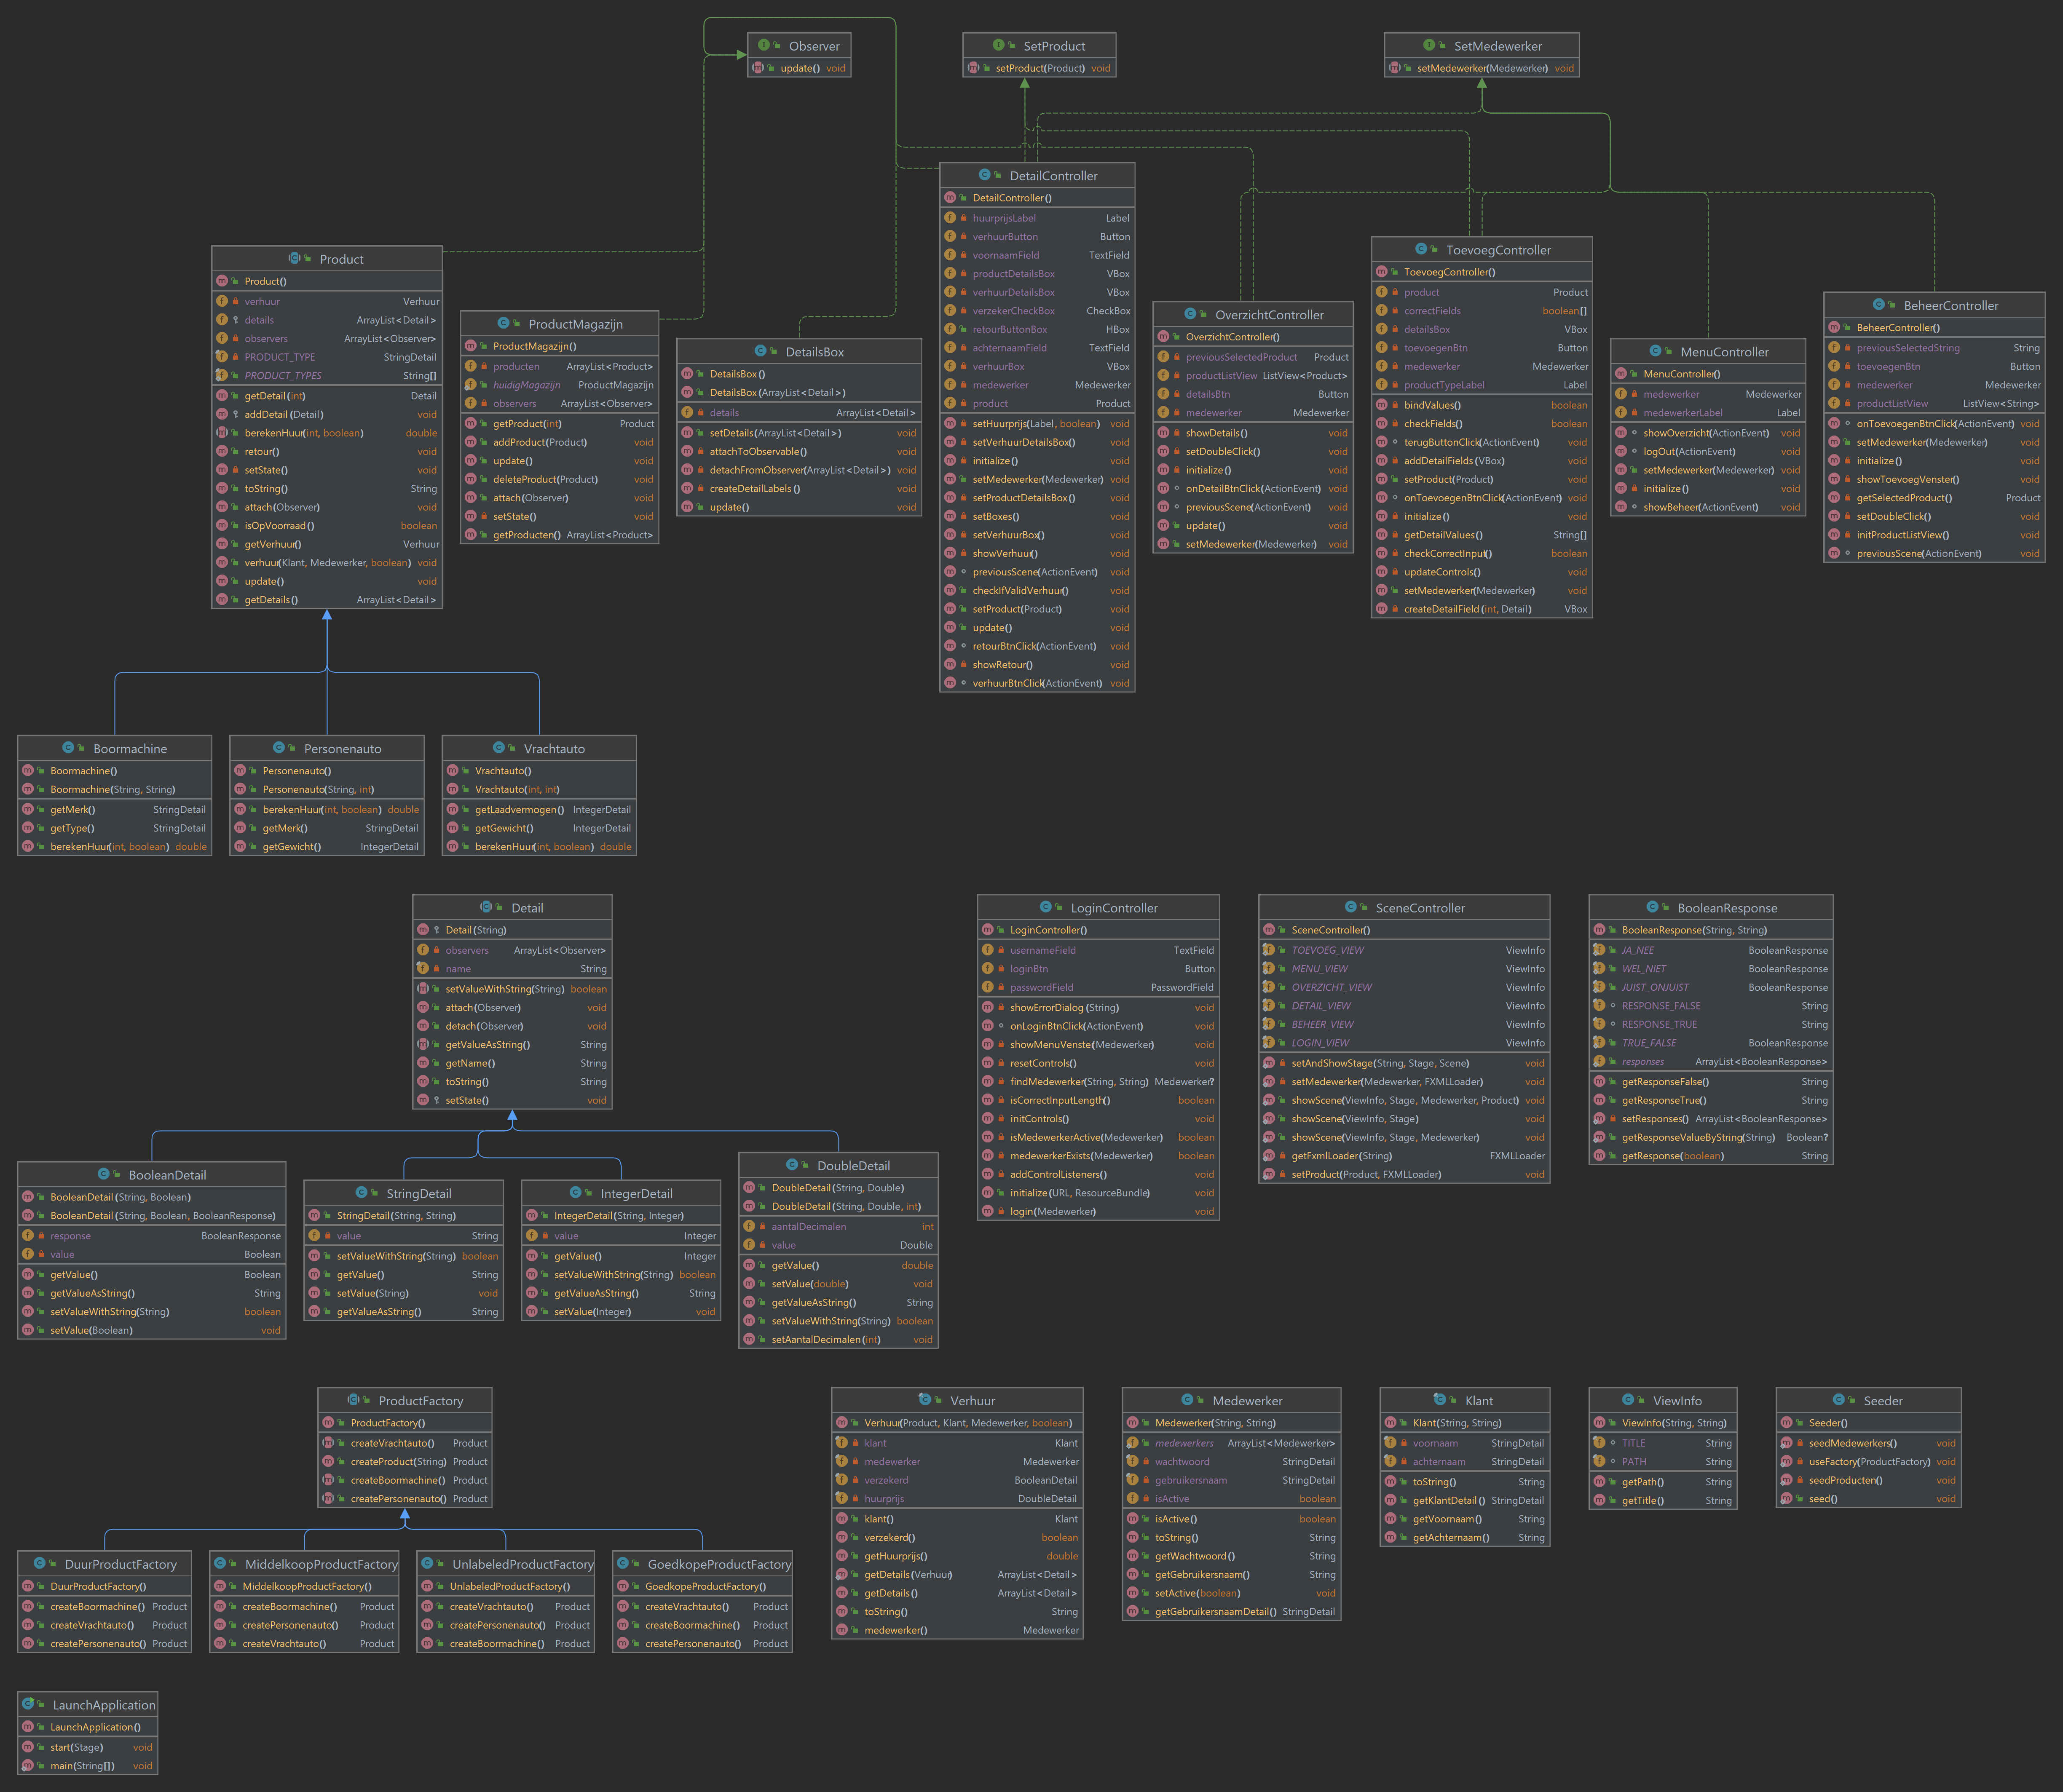 Observer
update() void
SetProduct
setProduct(Product) void
SetMedewerker
setMedewerker(Medewerker) void
Product
Product()
verhuur Verhuur
details ArrayList<Detail>
observers ArrayList<Observer>
PRODUCT_TYPE StringDetail
PRODUCT_TYPES String[]
getDetail(int) Detail
addDetail(Detail) void
berekenHuur(int, boolean) double
retour() void
setState() void
toString() String
attach(Observer) void
isOpVoorraad() boolean
getVerhuur() Verhuur
verhuur(Klant, Medewerker, boolean) void
update() void
getDetails() ArrayList<Detail>
ProductMagazijn
ProductMagazijn()
producten ArrayList<Product>
huidigMagazijn ProductMagazijn
observers ArrayList<Observer>
getProduct(int) Product
addProduct(Product) void
update() void
deleteProduct(Product) void
attach(Observer) void
setState() void
getProducten() ArrayList<Product>
DetailsBox
DetailsBox()
DetailsBox(ArrayList<Detail>)
details ArrayList<Detail>
setDetails(ArrayList<Detail>) void
attachToObservable() void
detachFromObserver(ArrayList<Detail>) void
createDetailLabels() void
update() void
DetailController
DetailController()
huurprijsLabel Label
verhuurButton Button
voornaamField TextField
productDetailsBox VBox
verhuurDetailsBox VBox
verzekerCheckBox CheckBox
retourButtonBox HBox
achternaamField TextField
verhuurBox VBox
medewerker Medewerker
product Product
setHuurprijs(Label, boolean) void
setVerhuurDetailsBox() void
initialize() void
setMedewerker(Medewerker) void
setProductDetailsBox() void
setBoxes() void
setVerhuurBox() void
showVerhuur() void
previousScene(ActionEvent) void
checkIfValidVerhuur() void
setProduct(Product) void
update() void
retourBtnClick(ActionEvent) void
showRetour() void
verhuurBtnClick(ActionEvent) void
OverzichtController
OverzichtController()
previousSelectedProduct Product
productListView ListView<Product>
detailsBtn Button
medewerker Medewerker
showDetails() void
setDoubleClick() void
initialize() void
onDetailBtnClick(ActionEvent) void
previousScene(ActionEvent) void
update() void
setMedewerker(Medewerker) void
ToevoegController
ToevoegController()
product Product
correctFields boolean[]
detailsBox VBox
toevoegenBtn Button
medewerker Medewerker
productTypeLabel Label
bindValues() boolean
checkFields() boolean
terugButtonClick(ActionEvent) void
addDetailFields(VBox) void
setProduct(Product) void
onToevoegenBtnClick(ActionEvent) void
initialize() void
getDetailValues() String[]
checkCorrectInput() boolean
updateControls() void
setMedewerker(Medewerker) void
createDetailField(int, Detail) VBox
MenuController
MenuController()
medewerker Medewerker
medewerkerLabel Label
showOverzicht(ActionEvent) void
logOut(ActionEvent) void
setMedewerker(Medewerker) void
initialize() void
showBeheer(ActionEvent) void
BeheerController
BeheerController()
previousSelectedString String
toevoegenBtn Button
medewerker Medewerker
productListView ListView<String>
onToevoegenBtnClick(ActionEvent) void
setMedewerker(Medewerker) void
initialize() void
showToevoegVenster() void
getSelectedProduct() Product
setDoubleClick() void
initProductListView() void
previousScene(ActionEvent) void
Boormachine
Boormachine()
Boormachine(String, String)
getMerk() StringDetail
getType() StringDetail
berekenHuur(int, boolean) double
Personenauto
Personenauto()
Personenauto(String, int)
berekenHuur(int, boolean) double
getMerk() StringDetail
getGewicht() IntegerDetail
Vrachtauto
Vrachtauto()
Vrachtauto(int, int)
getLaadvermogen() IntegerDetail
getGewicht() IntegerDetail
berekenHuur(int, boolean) double
Detail
Detail(String)
observers ArrayList<Observer>
name String
setValueWithString(String) boolean
attach(Observer) void
detach(Observer) void
getValueAsString() String
getName() String
toString() String
setState() void
LoginController
LoginController()
usernameField TextField
loginBtn Button
passwordField PasswordField
showErrorDialog(String) void
onLoginBtnClick(ActionEvent) void
showMenuVenster(Medewerker) void
resetControls() void
findMedewerker(String, String) Medewerker?
isCorrectInputLength() boolean
initControls() void
isMedewerkerActive(Medewerker) boolean
medewerkerExists(Medewerker) boolean
addControlListeners() void
initialize(URL, ResourceBundle) void
login(Medewerker) void
SceneController
SceneController()
TOEVOEG_VIEW ViewInfo
MENU_VIEW ViewInfo
OVERZICHT_VIEW ViewInfo
DETAIL_VIEW ViewInfo
BEHEER_VIEW ViewInfo
LOGIN_VIEW ViewInfo
setAndShowStage(String, Stage, Scene) void
setMedewerker(Medewerker, FXMLLoader) void
showScene(ViewInfo, Stage, Medewerker, Product) void
showScene(ViewInfo, Stage) void
showScene(ViewInfo, Stage, Medewerker) void
getFxmlLoader(String) FXMLLoader
setProduct(Product, FXMLLoader) void
BooleanResponse
BooleanResponse(String, String)
JA_NEE BooleanResponse
WEL_NIET BooleanResponse
JUIST_ONJUIST BooleanResponse
RESPONSE_FALSE String
RESPONSE_TRUE String
TRUE_FALSE BooleanResponse
responses ArrayList<BooleanResponse>
getResponseFalse() String
getResponseTrue() String
setResponses() ArrayList<BooleanResponse>
getResponseValueByString(String) Boolean?
getResponse(boolean) String
BooleanDetail
BooleanDetail(String, Boolean)
BooleanDetail(String, Boolean, BooleanResponse)
response BooleanResponse
value Boolean
getValue() Boolean
getValueAsString() String
setValueWithString(String) boolean
setValue(Boolean) void
StringDetail
StringDetail(String, String)
value String
setValueWithString(String) boolean
getValue() String
setValue(String) void
getValueAsString() String
IntegerDetail
IntegerDetail(String, Integer)
value Integer
getValue() Integer
setValueWithString(String) boolean
getValueAsString() String
setValue(Integer) void
DoubleDetail
DoubleDetail(String, Double)
DoubleDetail(String, Double, int)
aantalDecimalen int
value Double
getValue() double
setValue(double) void
getValueAsString() String
setValueWithString(String) boolean
setAantalDecimalen(int) void
ProductFactory
ProductFactory()
createVrachtauto() Product
createProduct(String) Product
createBoormachine() Product
createPersonenauto() Product
Verhuur
Verhuur(Product, Klant, Medewerker, boolean)
klant Klant
medewerker Medewerker
verzekerd BooleanDetail
huurprijs DoubleDetail
klant() Klant
verzekerd() boolean
getHuurprijs() double
getDetails(Verhuur) ArrayList<Detail>
getDetails() ArrayList<Detail>
toString() String
medewerker() Medewerker
Medewerker
Medewerker(String, String)
medewerkers ArrayList<Medewerker>
wachtwoord StringDetail
gebruikersnaam StringDetail
isActive boolean
isActive() boolean
toString() String
getWachtwoord() String
getGebruikersnaam() String
setActive(boolean) void
getGebruikersnaamDetail() StringDetail
Klant
Klant(String, String)
voornaam StringDetail
achternaam StringDetail
toString() String
getKlantDetail() StringDetail
getVoornaam() String
getAchternaam() String
ViewInfo
ViewInfo(String, String)
TITLE String
PATH String
getPath() String
getTitle() String
Seeder
Seeder()
seedMedewerkers() void
useFactory(ProductFactory) void
seedProducten() void
seed() void
DuurProductFactory
DuurProductFactory()
createBoormachine() Product
createVrachtauto() Product
createPersonenauto() Product
MiddelkoopProductFactory
MiddelkoopProductFactory()
createBoormachine() Product
createPersonenauto() Product
createVrachtauto() Product
UnlabeledProductFactory
UnlabeledProductFactory()
createVrachtauto() Product
createPersonenauto() Product
createBoormachine() Product
GoedkopeProductFactory
GoedkopeProductFactory()
createVrachtauto() Product
createBoormachine() Product
createPersonenauto() Product
LaunchApplication
LaunchApplication()
start(Stage) void
main(String[]) void